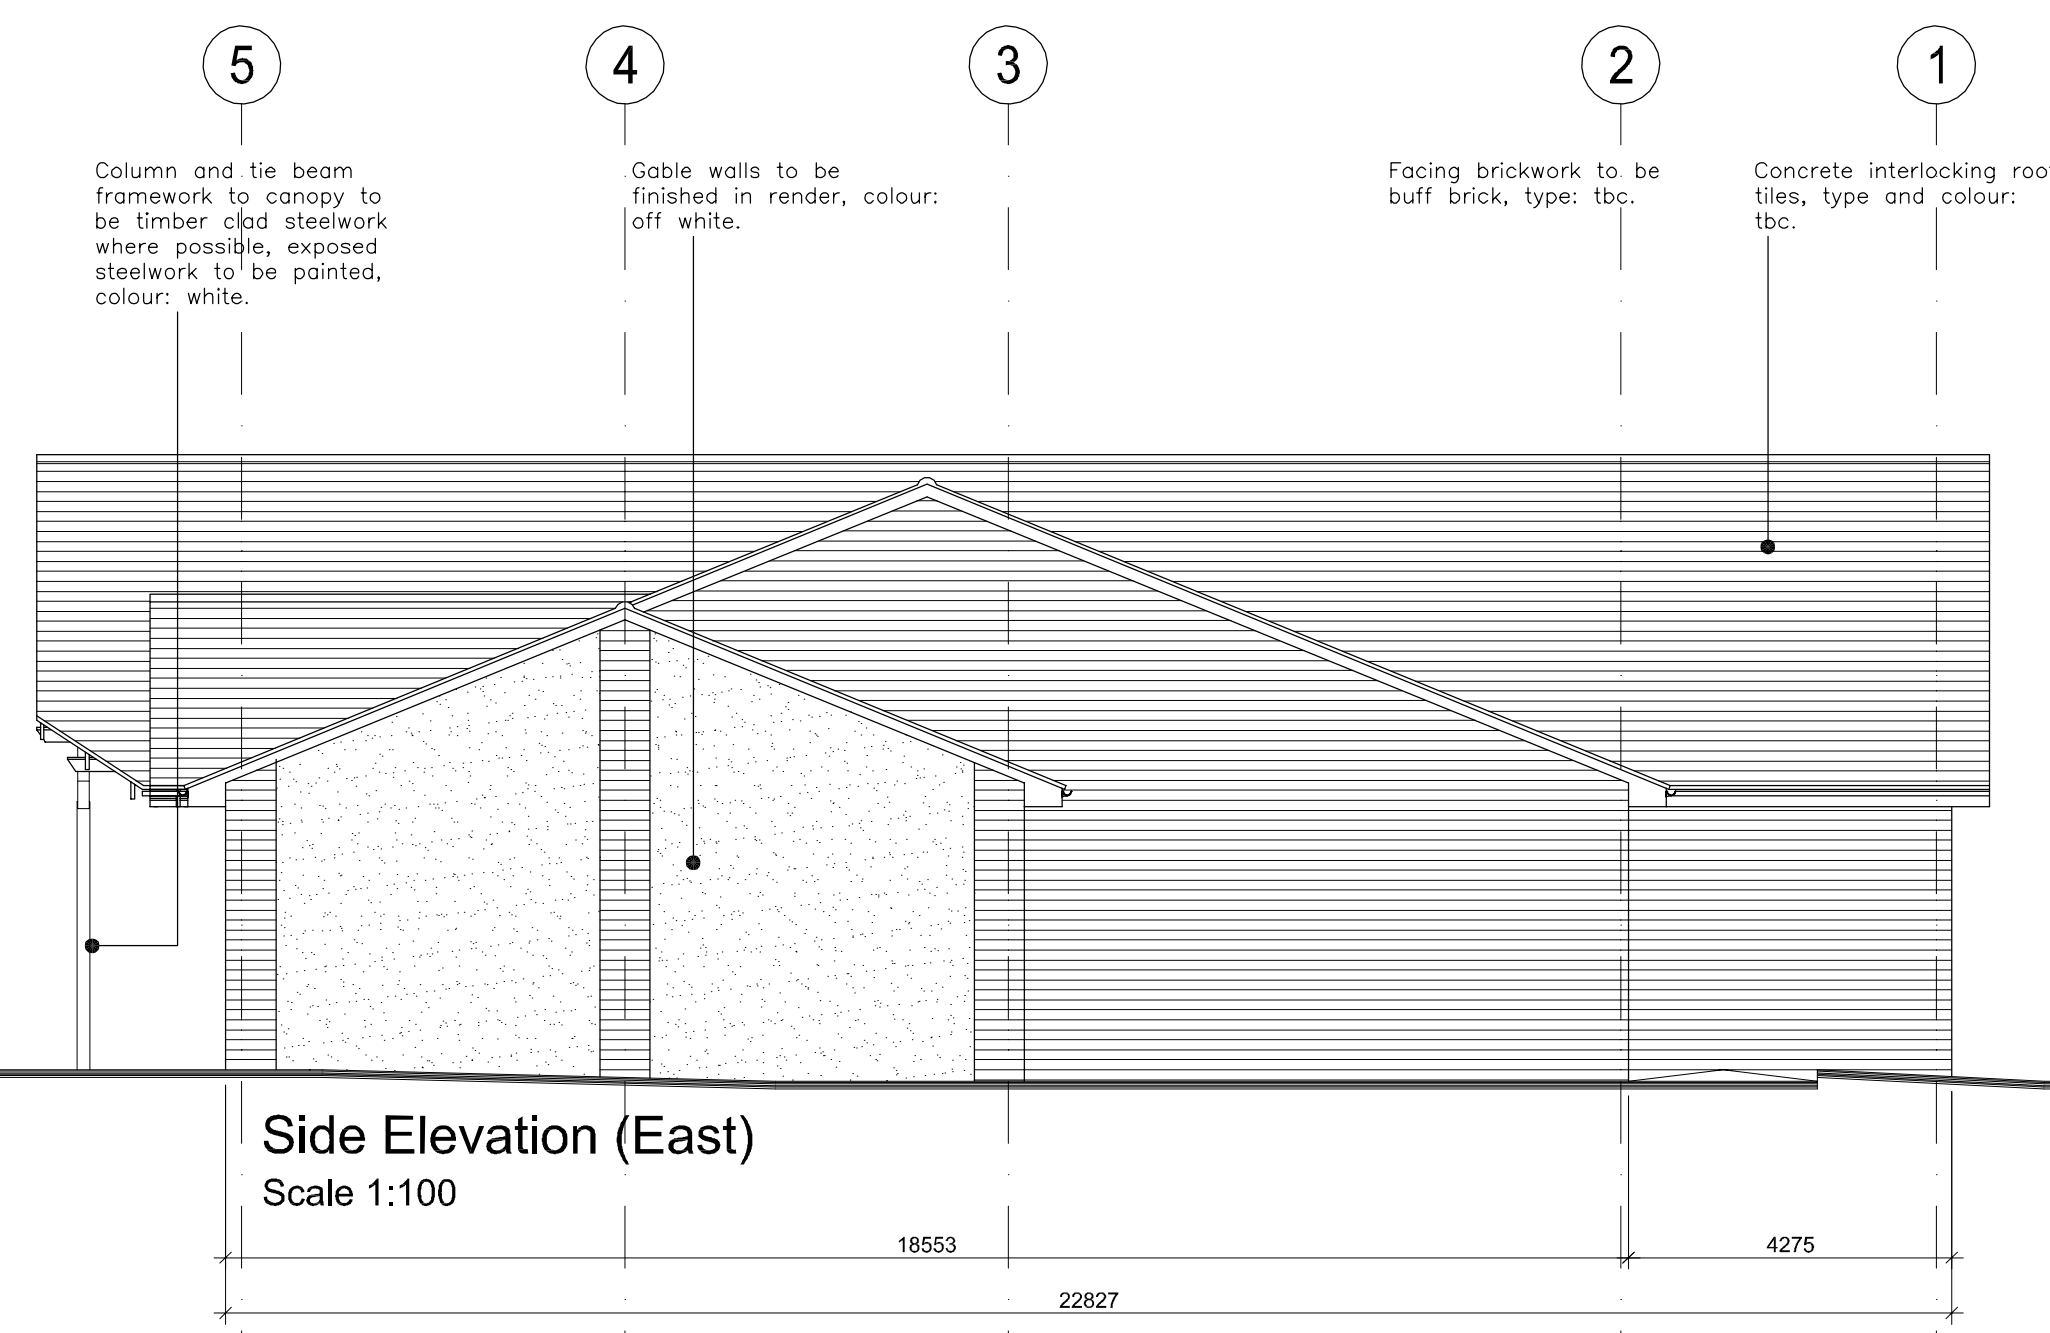 5
4
3
2
1
Column and tie beam
framework to canopy to
be timber clad steelwork
where possible, exposed
steelwork to be painted,
colour: white.
Gable walls to be
finished in render, colour:
off white.
Facing brickwork to be
buff brick, type: tbc.
Concrete interlocking roo
tiles, type and colour:
tbc.
Side Elevation (East)
Scale 1:100
18553
4275
22827